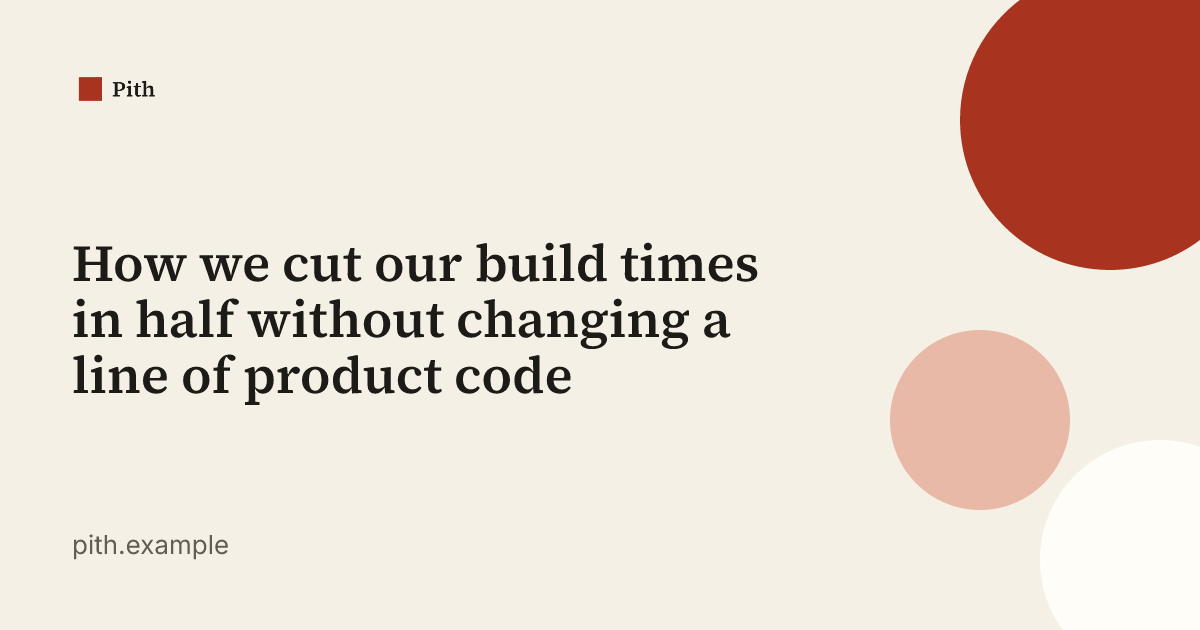 Pith
How we cut our build times
in half without changing a
line of product code
pith.example